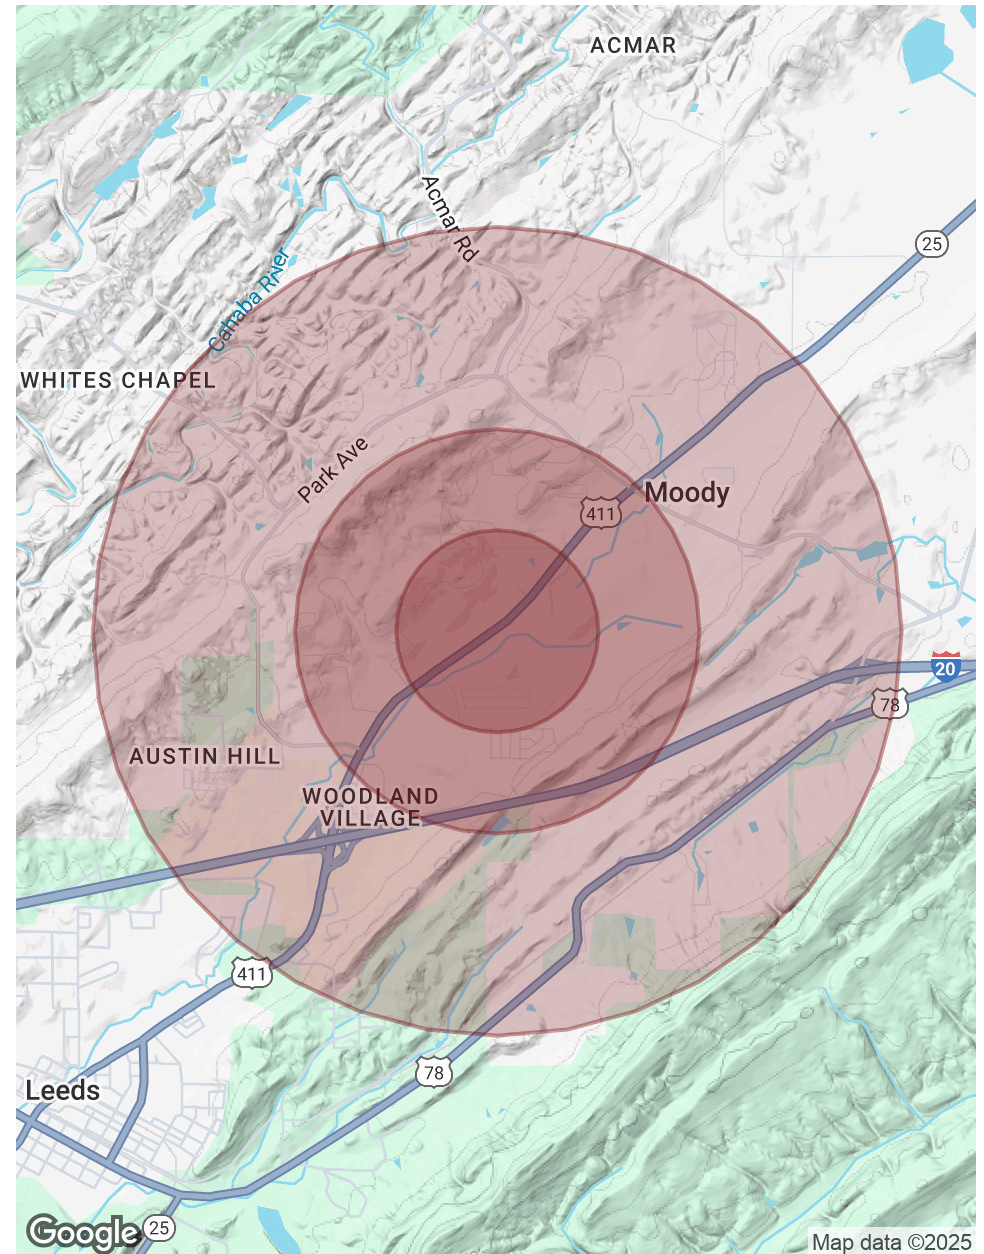 ACMAR
Acmar Rd
25
Cahaba River
WHITES CHAPEL
Park Ave
Moody
411
20
78
AUSTIN HILL
WOODLAND
VILLAGE
411
78
Leeds
25
Google
Map data ©2025